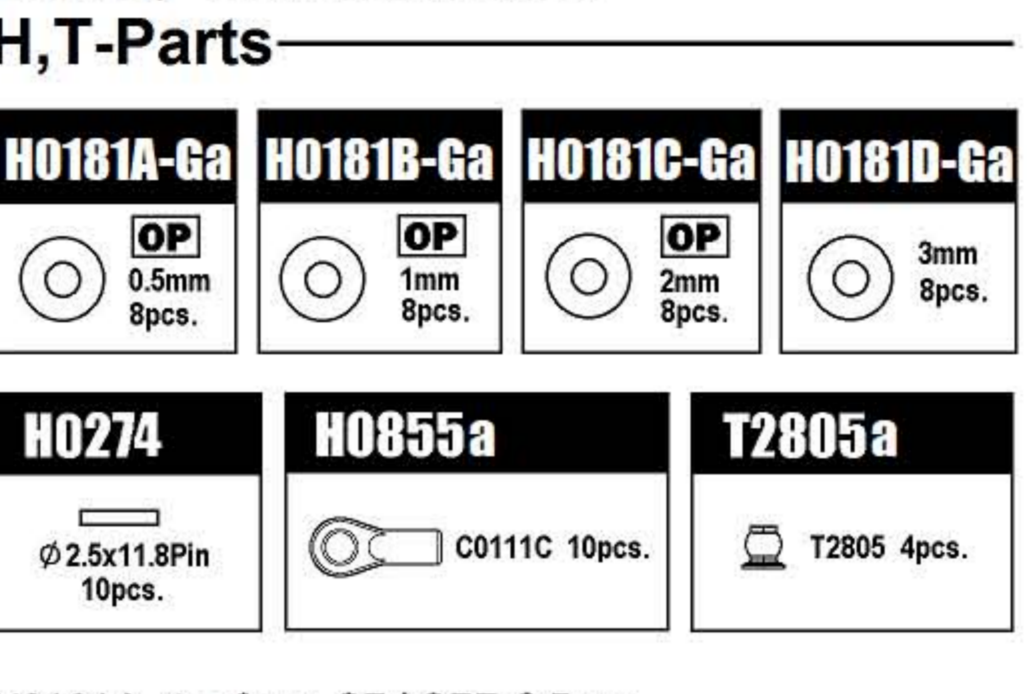 H,T-Parts
H0181A-Ga
OP
0.5mm
8pcs.
H0181B-Ga
OP
1mm
8pcs.
H0181C-Ga
OP
2mm
8pcs.
H0181D-Ga
3mm
8pcs.
H0274
Ø2.5x11.8Pin
10pcs.
H0855a
C0111C 10pcs.
T2805a
T2805 4pcs.